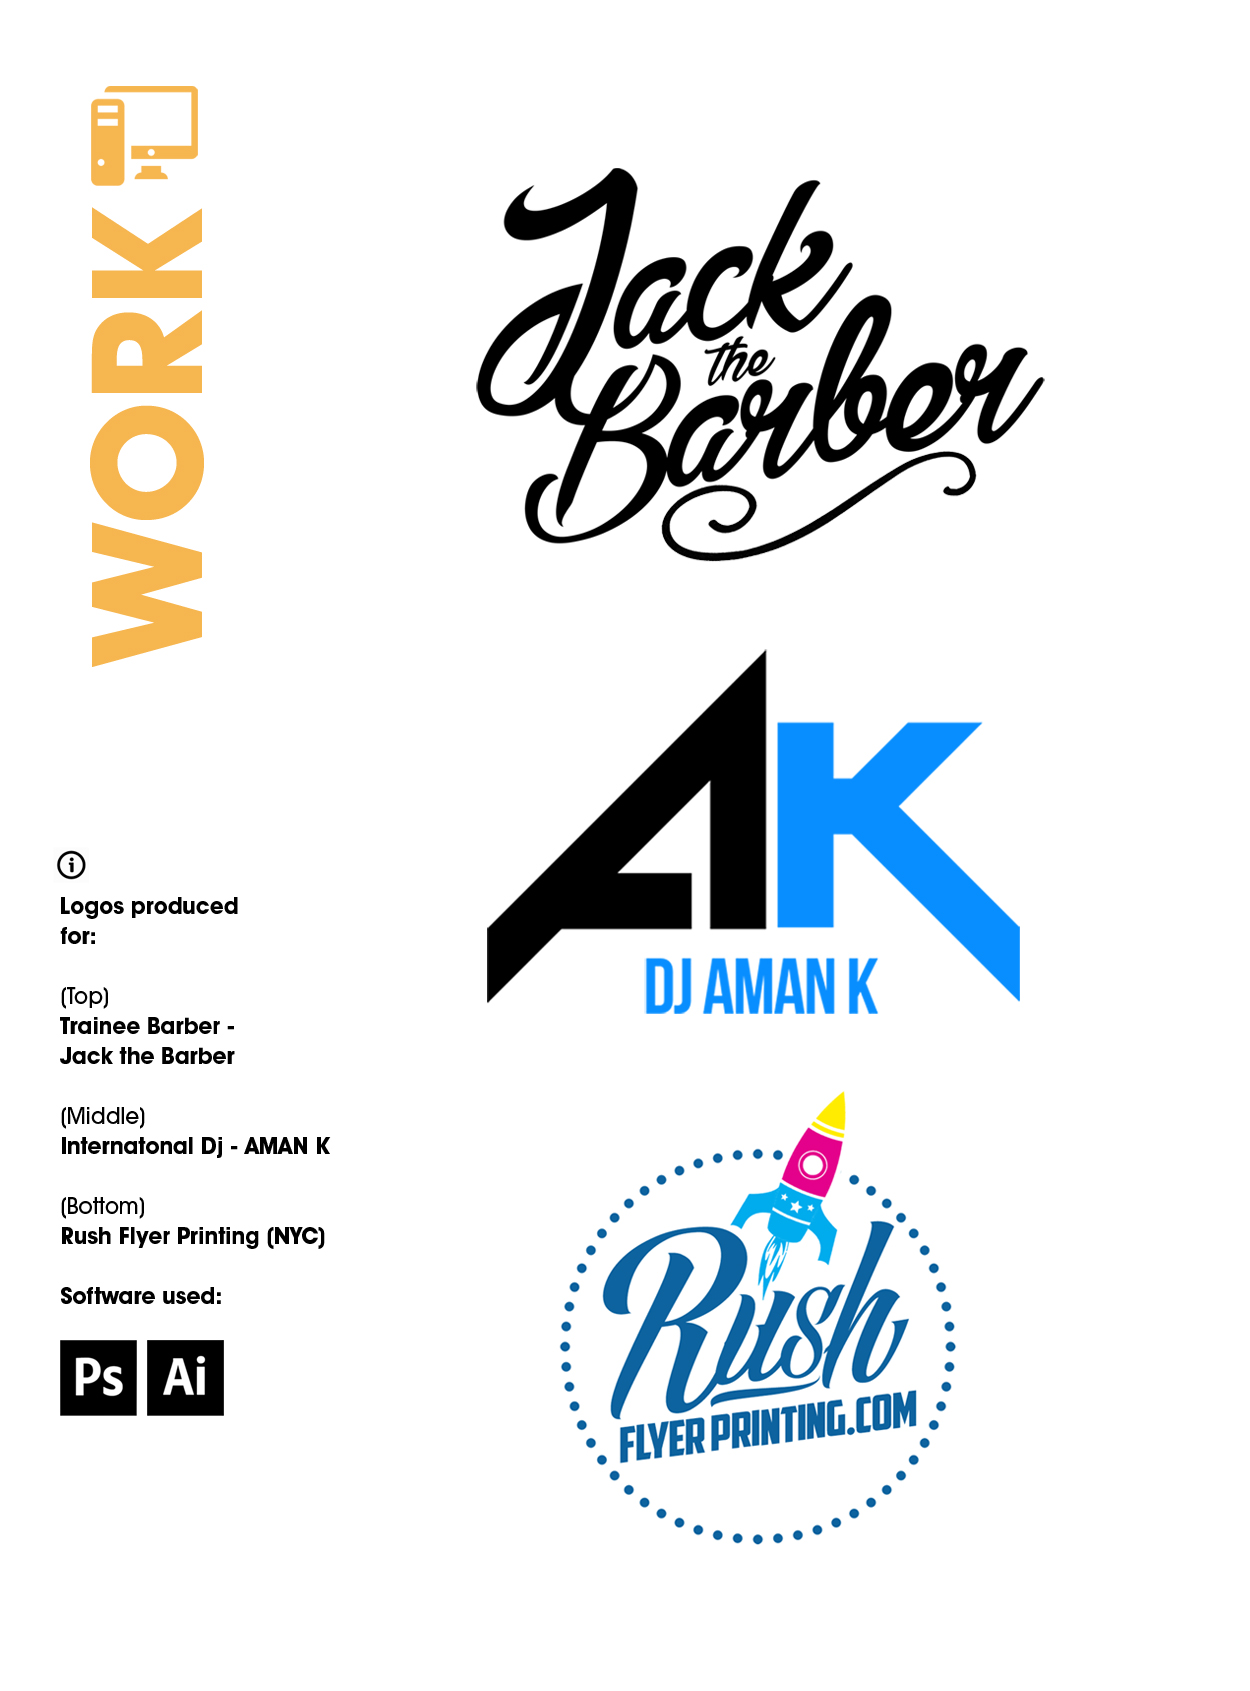 WORK
Jack
the
Barber
AK
DJ AMAN K
Rush
FLYER PRINTING.COM
Logos produced
for:
(Top)
Trainee Barber -
Jack the Barber
(Middle)
Internatonal Dj - AMAN K
(Bottom)
Rush Flyer Printing (NYC)
Software used:
Ps Ai